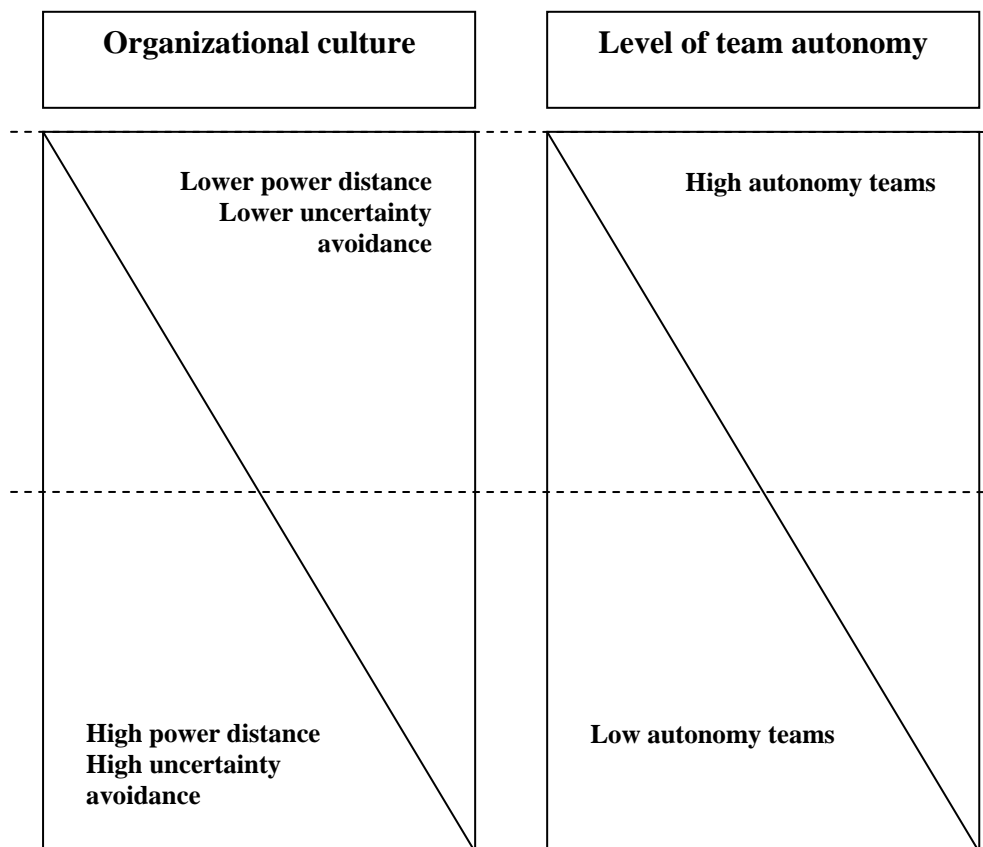 Organizational culture
Level of team autonomy
Lower power distance
Lower uncertainty
avoidance
High autonomy teams
High power distance
High uncertainty
avoidance
Low autonomy teams